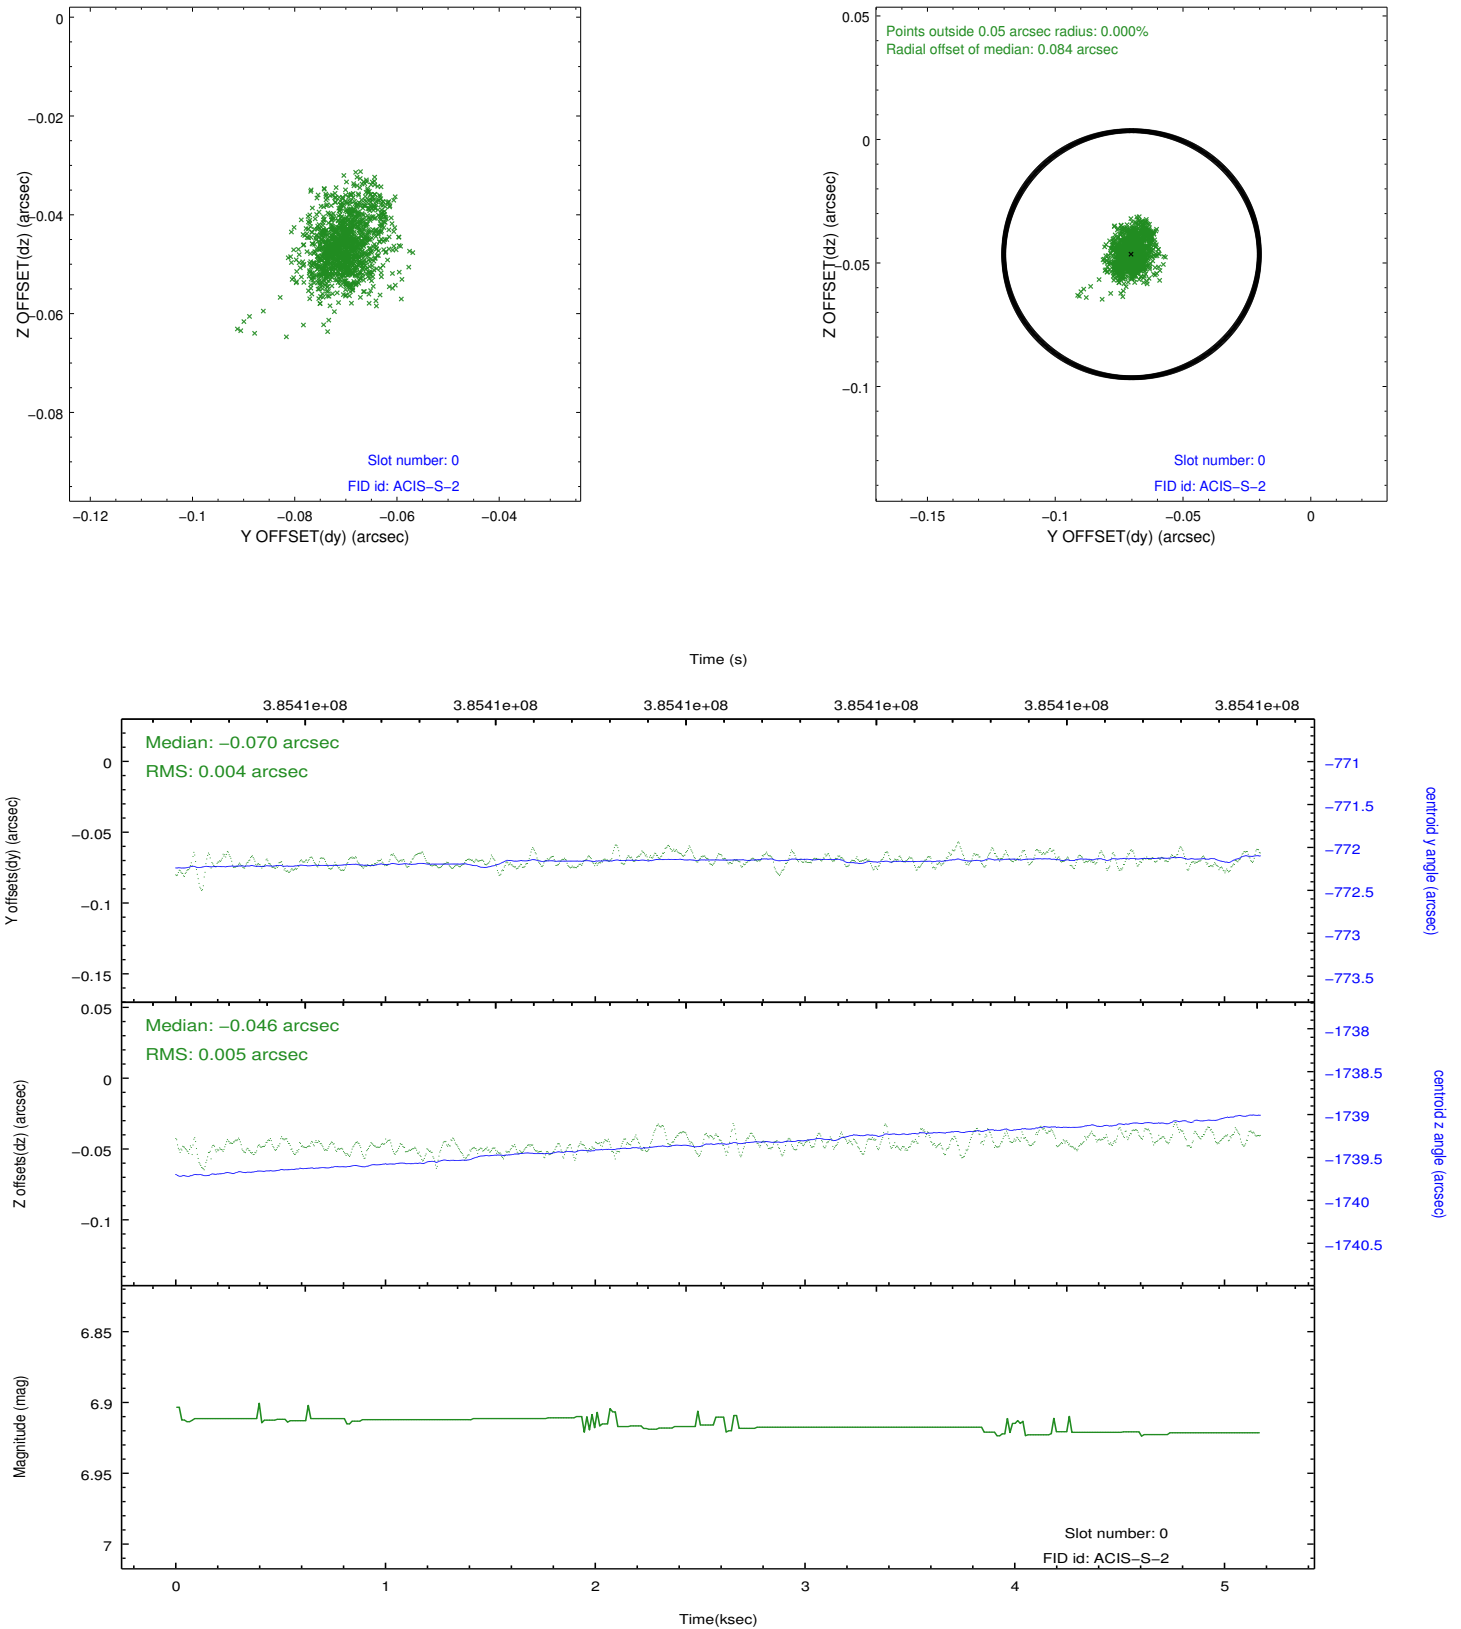 0
−0.02
−0.04
−0.06
−0.08
Z OFFSET(dz) (arcsec)
Slot number: 0
FID id: ACIS−S−2
−0.12
−0.1
−0.08
−0.06
−0.04
Y OFFSET(dy) (arcsec)
Points outside 0.05 arcsec radius: 0.000%
Radial offset of median: 0.084 arcsec
0.05
0
−0.05
−0.1
Z OFFSET(dz) (arcsec)
Slot number: 0
FID id: ACIS−S−2
−0.15
−0.1
−0.05
0
Y OFFSET(dy) (arcsec)
Time (s)
3.8541e+08
3.8541e+08
3.8541e+08
3.8541e+08
3.8541e+08
3.8541e+08
Median: −0.070 arcsec
RMS: 0.004 arcsec
0
−0.05
−0.1
−0.15
Y offsets(dy) (arcsec)
−771
−771.5
−772
−772.5
−773
−773.5
centroid y angle (arcsec)
Median: −0.046 arcsec
RMS: 0.005 arcsec
0.05
0
−0.05
−0.1
Z offsets(dz) (arcsec)
−1738
−1738.5
−1739
−1739.5
−1740
−1740.5
centroid z angle (arcsec)
6.85
6.9
6.95
7
Magnitude (mag)
Slot number: 0
FID id: ACIS−S−2
0
1
2
3
4
5
Time(ksec)